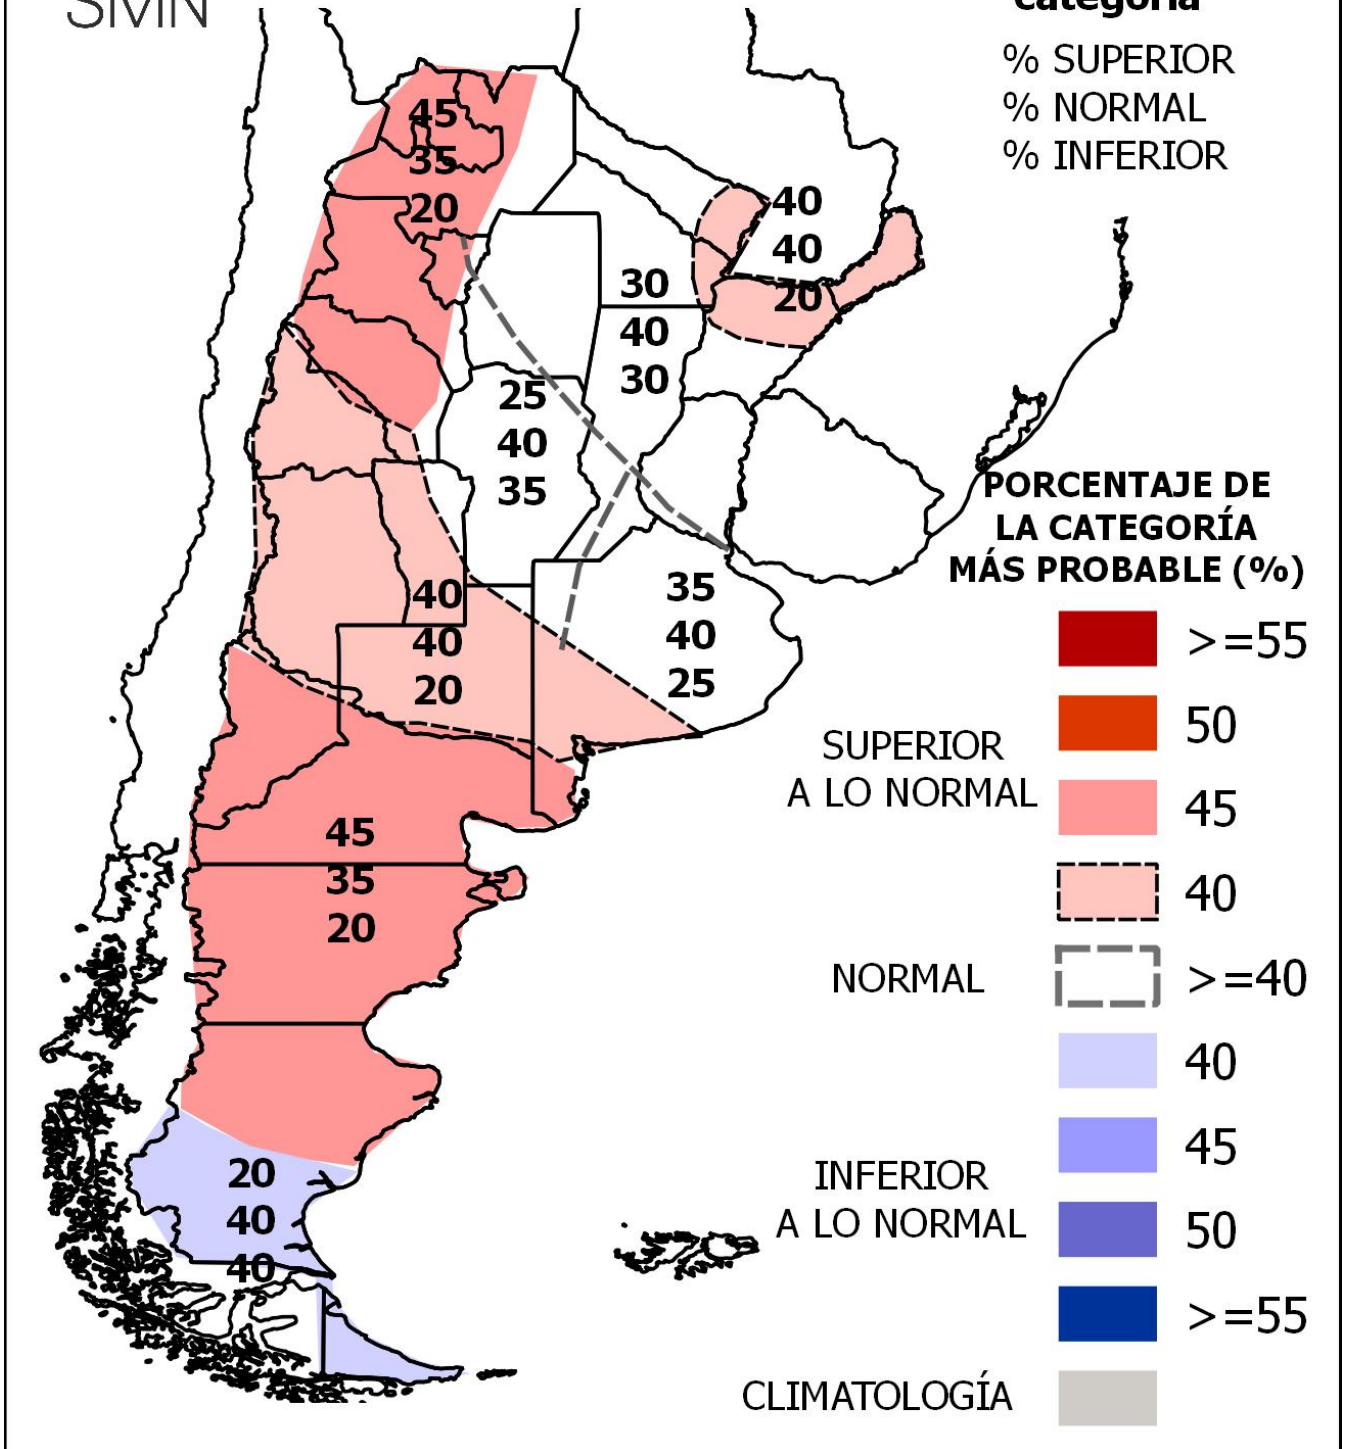 SMN
categoría
% SUPERIOR
% NORMAL
% INFERIOR
45
35
20
40
40
20
30
40
30
25
40
35
40
40
20
35
40
25
45
35
20
20
40
40
PORCENTAJE DE
LA CATEGORÍA
MÁS PROBABLE (%)
>=55
50
SUPERIOR
A LO NORMAL
45
40
NORMAL
>=40
40
45
INFERIOR
A LO NORMAL
50
>=55
CLIMATOLOGÍA